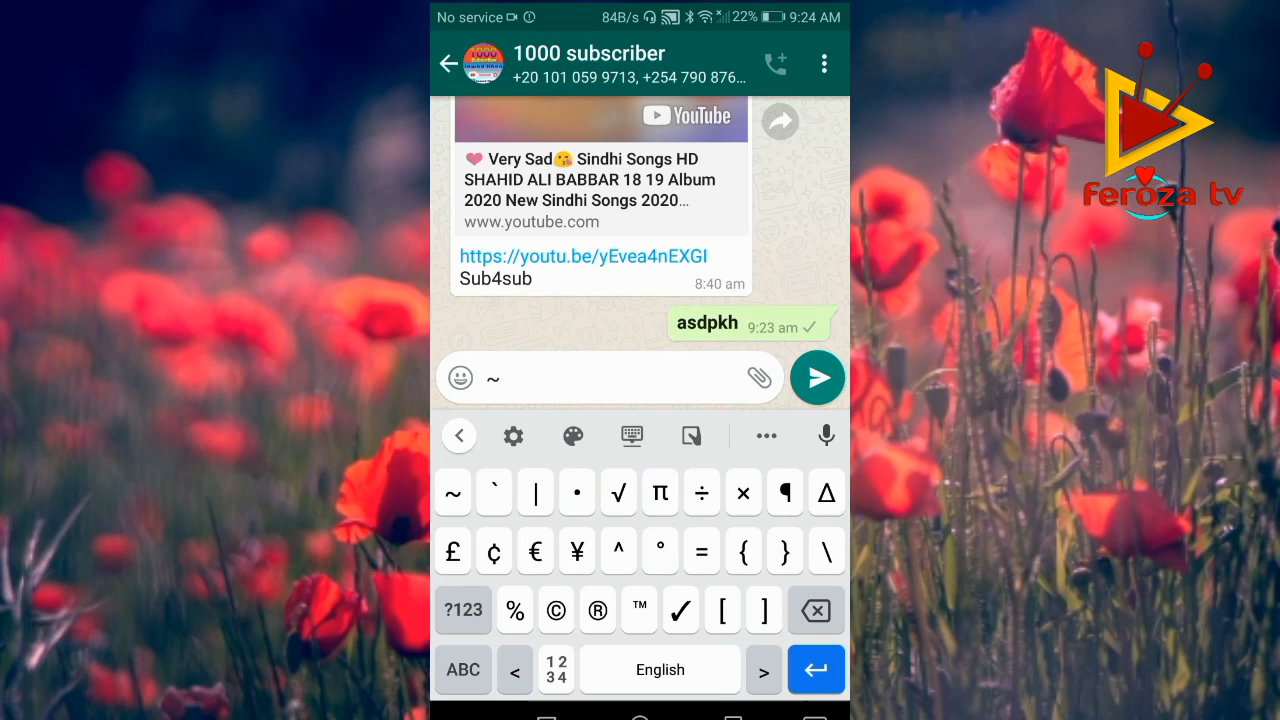 No service 84B/s 22% 9:24 AM
1000 subscriber
+20 101 059 9713, +254 790 876...
YouTube
❤ Very Sad😘 Sindhi Songs HD
SHAHID ALI BABBAR 18 19 Album
2020 New Sindhi Songs 2020...
www.youtube.com
https://youtu.be/yEvea4nEXGI
Sub4sub 8:40 am
asdpkh 9:23 am ✓
~
~ ` | • √ π ÷ × ¶ Δ
£ ¢ € ¥ ^ ° = { } \
?123 % © ® ™ ✓ [ ]
ABC < 1 2 3 4 English >
feroza tv